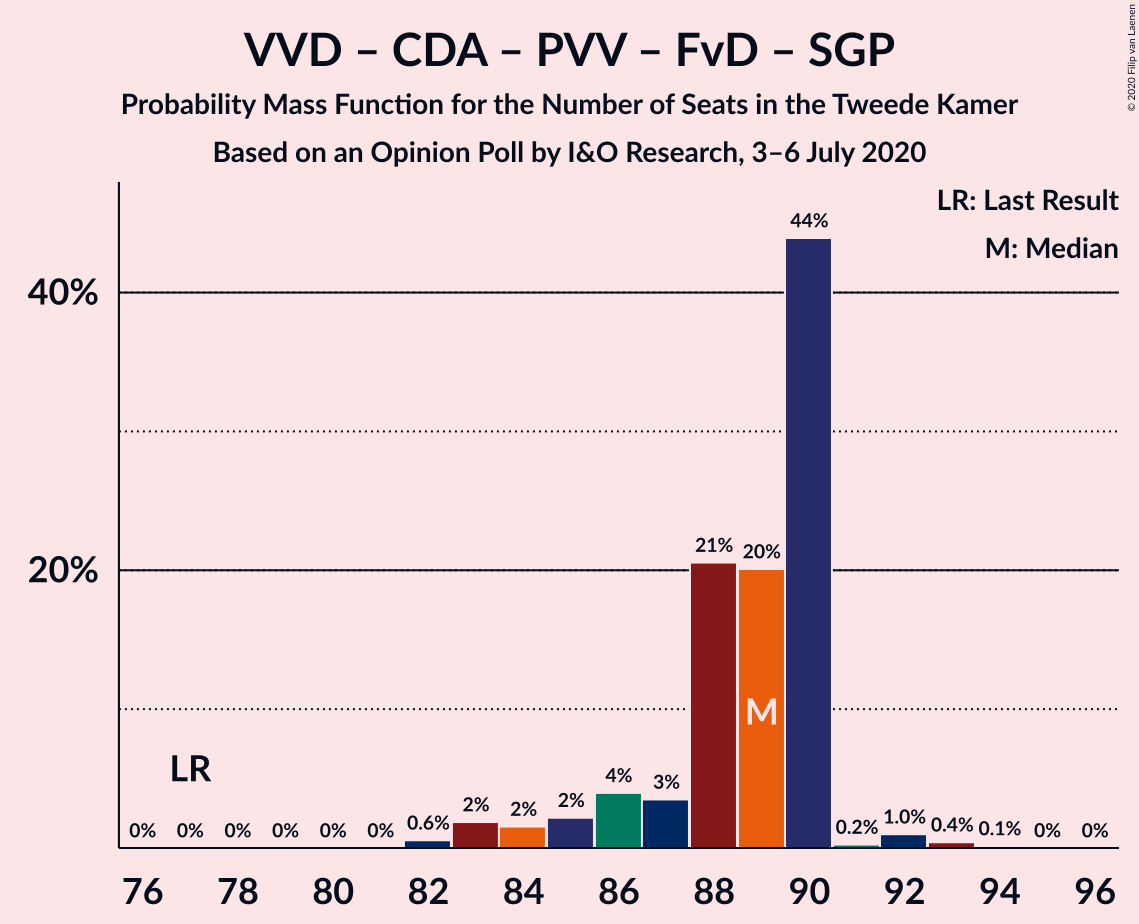 VVD – CDA – PVV – FvD – SGP
Probability Mass Function for the Number of Seats in the Tweede Kamer
Based on an Opinion Poll by I&O Research, 3–6 July 2020
© 2020 Filip van Laenen
LR: Last Result
M: Median
40%
20%
LR
M
0% 0% 0% 0% 0% 0% 0.6% 2% 2% 2% 4% 3% 21% 20% 44% 0.2% 1.0% 0.4% 0.1% 0% 0%
76 78 80 82 84 86 88 90 92 94 96